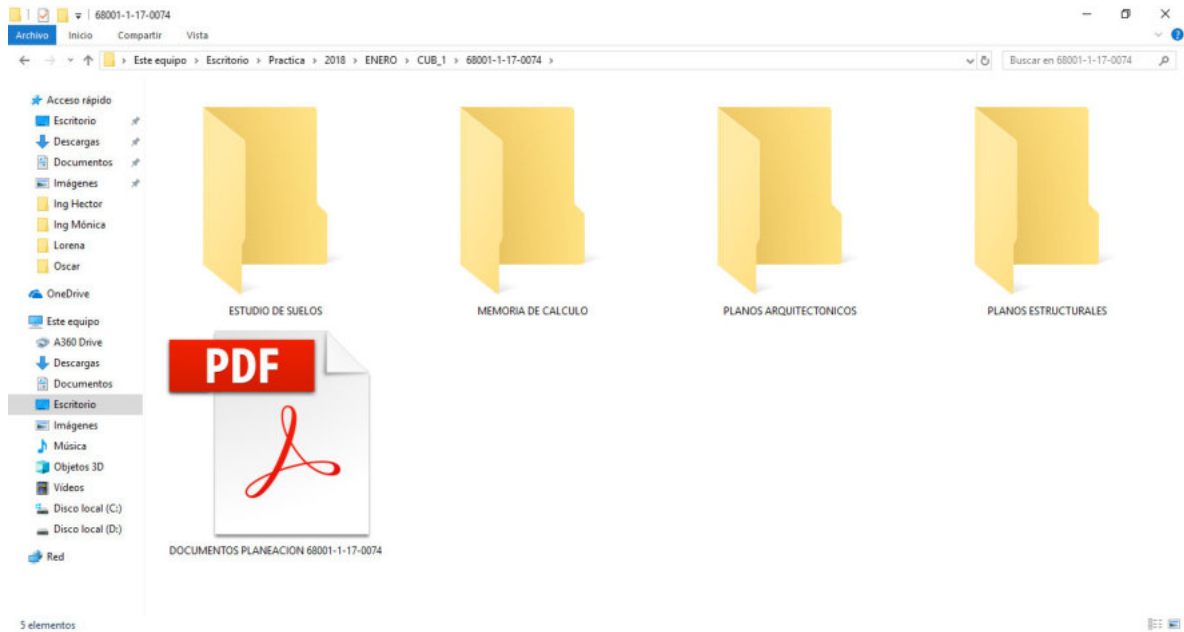 68001-1-17-0074
Archivo Inicio Compartir Vista
Este equipo > Escritorio > Practica > 2018 > ENERO > CUB_1 > 68001-1-17-0074 >
Buscar en 68001-1-17-0074
Acceso rápido
Escritorio
Descargas
Documentos
Imágenes
Ing Hector
Ing Mónica
Lorena
Oscar
OneDrive
Este equipo
A360 Drive
Descargas
Documentos
Escritorio
Imágenes
Música
Objetos 3D
Vídeos
Disco local (C:)
Disco local (D:)
Red
ESTUDIO DE SUELOS
MEMORIA DE CALCULO
PLANOS ARQUITECTONICOS
PLANOS ESTRUCTURALES
PDF
DOCUMENTOS PLANEACION 68001-1-17-0074
5 elementos